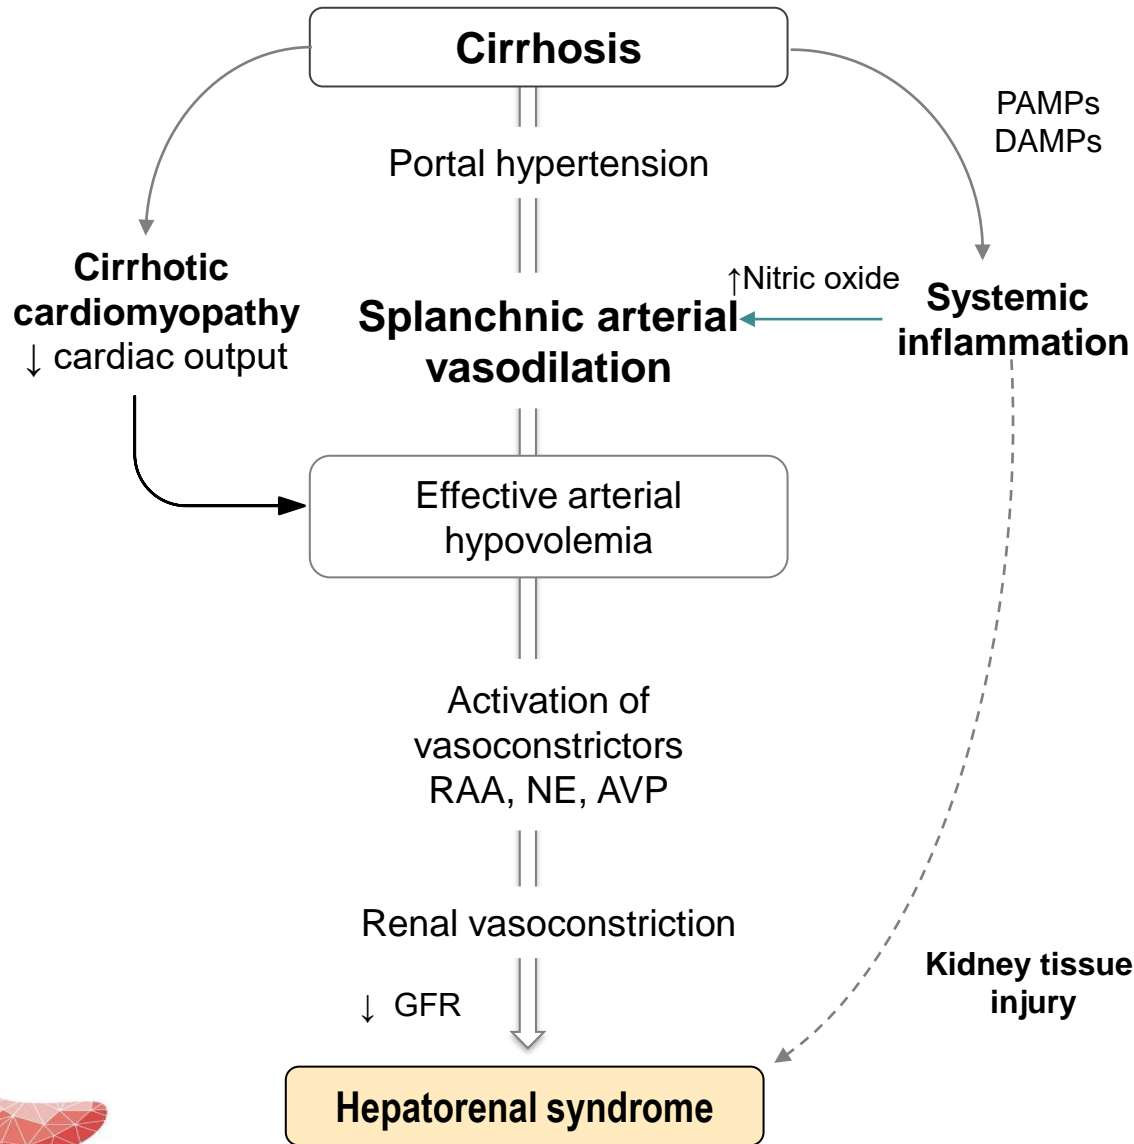 Cirrhosis
PAMPs
DAMPs
Portal hypertension
Cirrhotic
cardiomyopathy
↓ cardiac output
↑Nitric oxide
Splanchnic arterial
vasodilation
Systemic
inflammation
Effective arterial
hypovolemia
Activation of
vasoconstrictors
RAA, NE, AVP
Renal vasoconstriction
Kidney tissue
injury
↓ GFR
Hepatorenal syndrome